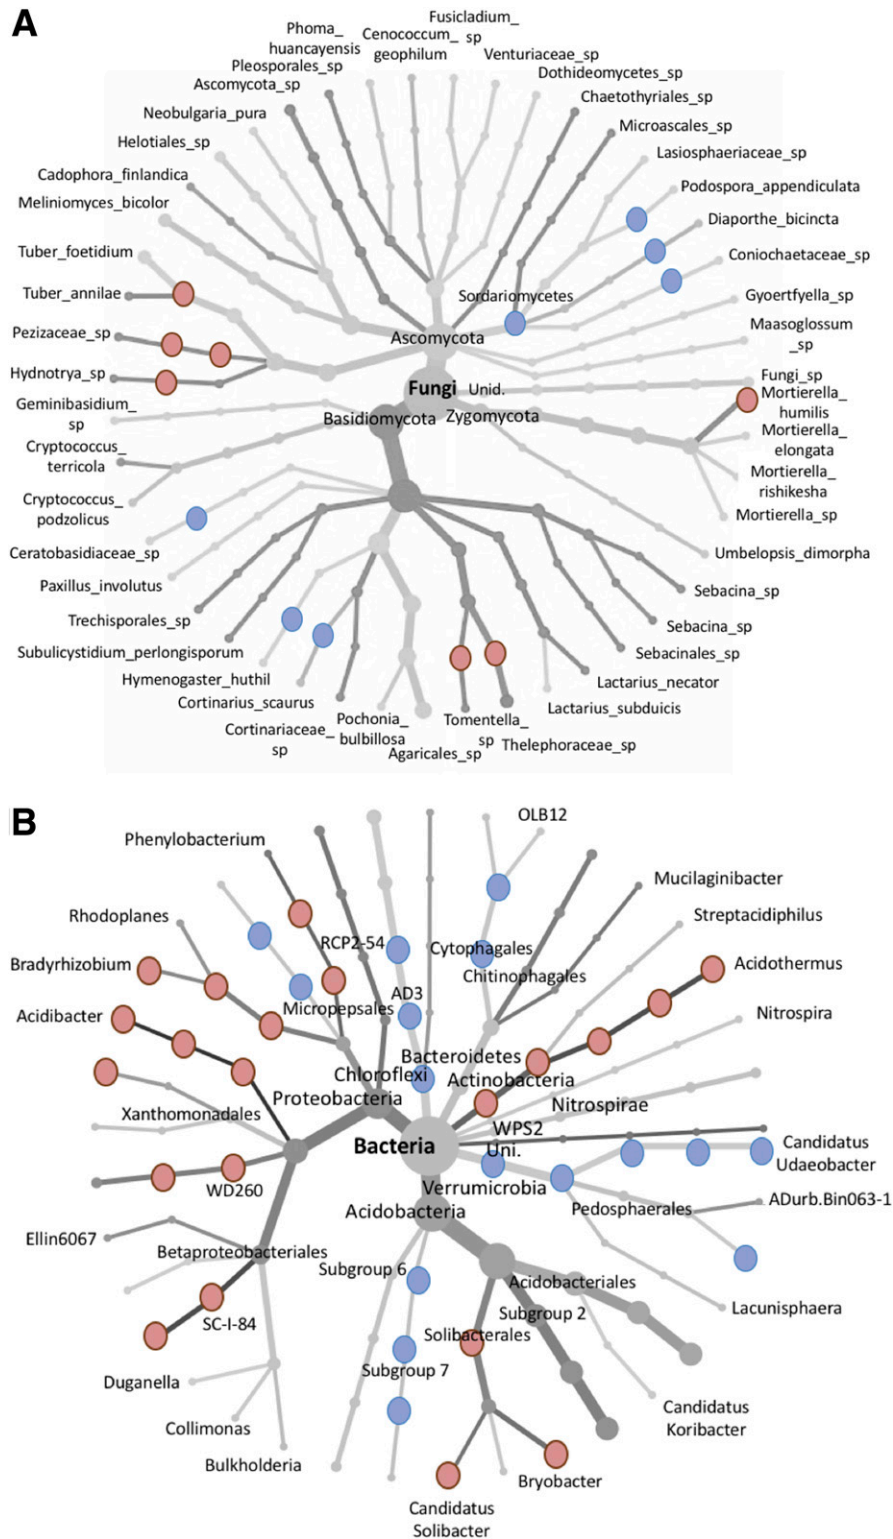 A
Fusicladium_
sp
Phoma_
huancayensis
Cenococcum_
geophilum
Venturiaceae_sp
Pleosporales_sp
Dothideomycetes_sp
Ascomycota_sp
Chaetothyriales_sp
Neobulgaria_pura
Microascales_sp
Helotiales_sp
Lasiosphaeriaceae_sp
Cadophora_finlandica
Podospora_appendiculata
Meliniomyces_bicolor
Diaporthe_bicincta
Tuber_foetidium
Coniochaetaceae_sp
Tuber_annilae
Sordariomycetes
Gyoertfyella_sp
Pezizaceae_sp
Ascomycota
Maasoglossum
_sp
Hydnotrya_sp
Fungi_sp
Fungi Unid.
Mortierella_
humilis
Geminibasidium_
sp
Basidiomycota
Zygomycota
Mortierella_
elongata
Cryptococcus_
terricola
Mortierella_
rishikesha
Cryptococcus_
podzolicus
Mortierella_sp
Ceratobasidiaceae_sp
Umbelopsis_dimorpha
Paxillus_involutus
Sebacina_sp
Trechisporales_sp
Sebacina_sp
Subulicystidium_perlongisporum
Sebacinales_sp
Hymenogaster_huthil
Lactarius_necator
Cortinarius_scaurus
Lactarius_subduicis
Cortinariaceae_
sp
Pochonia_
bulbillosa
Agaricales_sp
Tomentella_
sp
Thelephoraceae_sp
B
OLB12
Phenylobacterium
Mucilaginibacter
Rhodoplanes
Streptacidiphilus
RCP2-54
Cytophagales
Bradyrhizobium
Acidothermus
Chitinophagales
AD3
Micropepsales
Acidibacter
Nitrospira
Bacteroidetes
Chloroflexi
Actinobacteria
Proteobacteria
Nitrospirae
Xanthomonadales
WPS2
Bacteria
Uni.
Candidatus
Udaeobacter
WD260
Verrumicrobia
ADurb.Bin063-1
Acidobacteria
Pedosphaerales
Ellin6067
Betaproteobacteriales
Subgroup 6
Acidobacteriales
SC-I-84
Subgroup 2
Lacunisphaera
Solibacterales
Subgroup 7
Duganella
Candidatus
Koribacter
Collimonas
Bulkholderia
Bryobacter
Candidatus
Solibacter